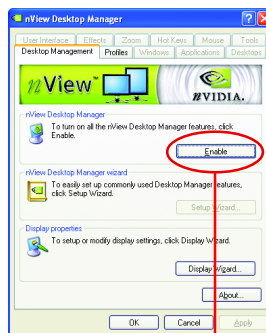 nView Desktop Manager
User Interface Effects Zoom Hot Keys Mouse Tools
Desktop Management Profiles Windows Applications Desktops
nView™
nVIDIA.
nView Desktop Manager
To turn on all the nView Desktop Manager features, click
Enable.
Enable
nView Desktop Manager wizard
To easily set up commonly used Desktop Manager features,
click Setup Wizard.
Setup Wizard...
Display properties
To setup or modify display settings, click Display Wizard.
Display Wizard...
About...
OK Cancel Apply